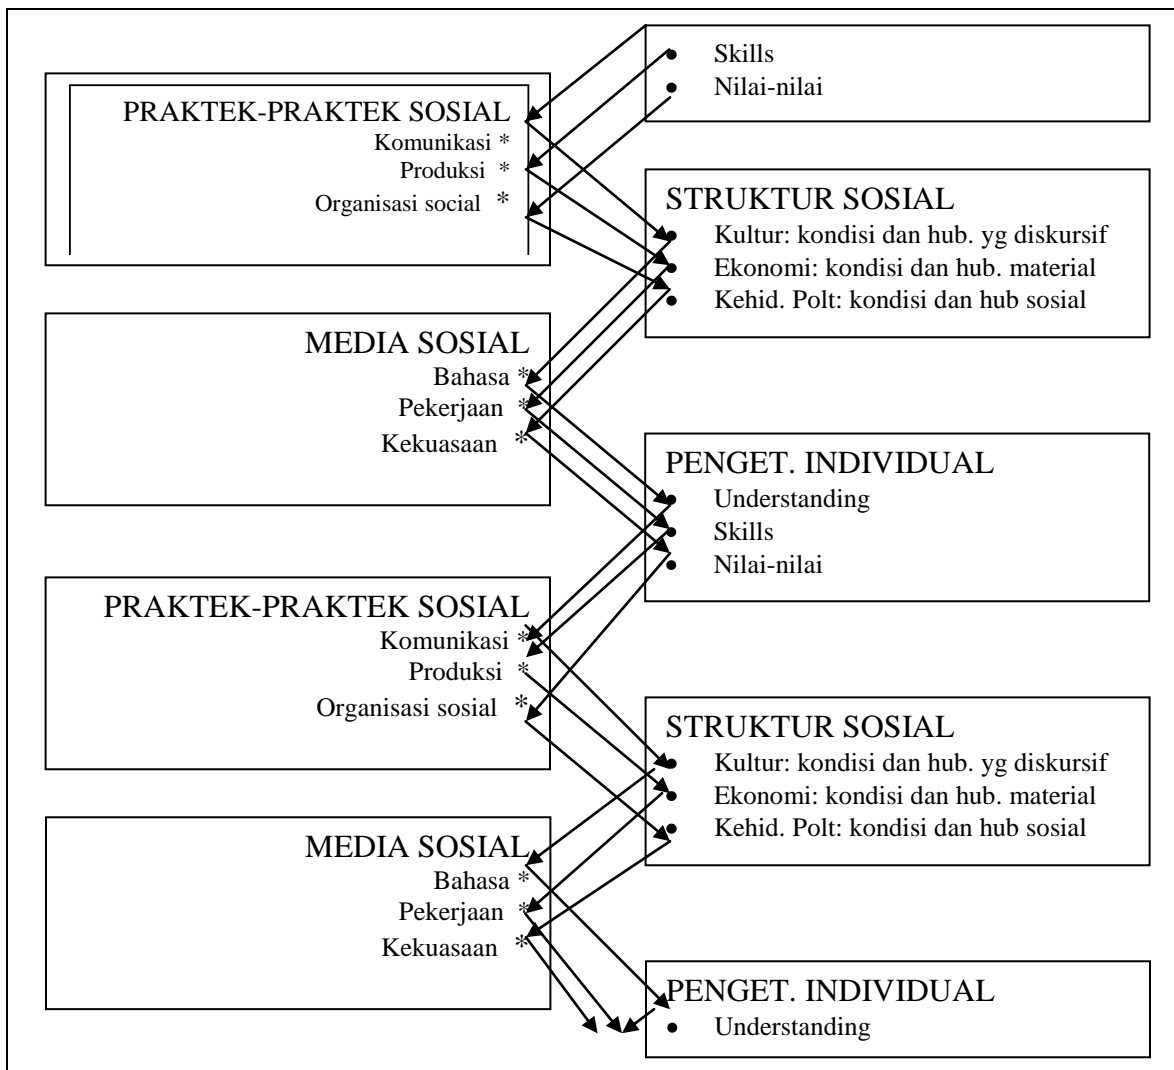 • Skills
• Nilai-nilai
PRAKTEK-PRAKTEK SOSIAL
Komunikasi *
Produksi *
Organisasi social *
STRUKTUR SOSIAL
• Kultur: kondisi dan hub. yg diskursif
• Ekonomi: kondisi dan hub. material
• Kehid. Polt: kondisi dan hub sosial
MEDIA SOSIAL
Bahasa *
Pekerjaan *
Kekuasaan *
PENGET. INDIVIDUAL
• Understanding
• Skills
• Nilai-nilai
PRAKTEK-PRAKTEK SOSIAL
Komunikasi *
Produksi *
Organisasi sosial *
STRUKTUR SOSIAL
• Kultur: kondisi dan hub. yg diskursif
• Ekonomi: kondisi dan hub. material
• Kehid. Polt: kondisi dan hub sosial
MEDIA SOSIAL
Bahasa *
Pekerjaan *
Kekuasaan *
PENGET. INDIVIDUAL
• Understanding